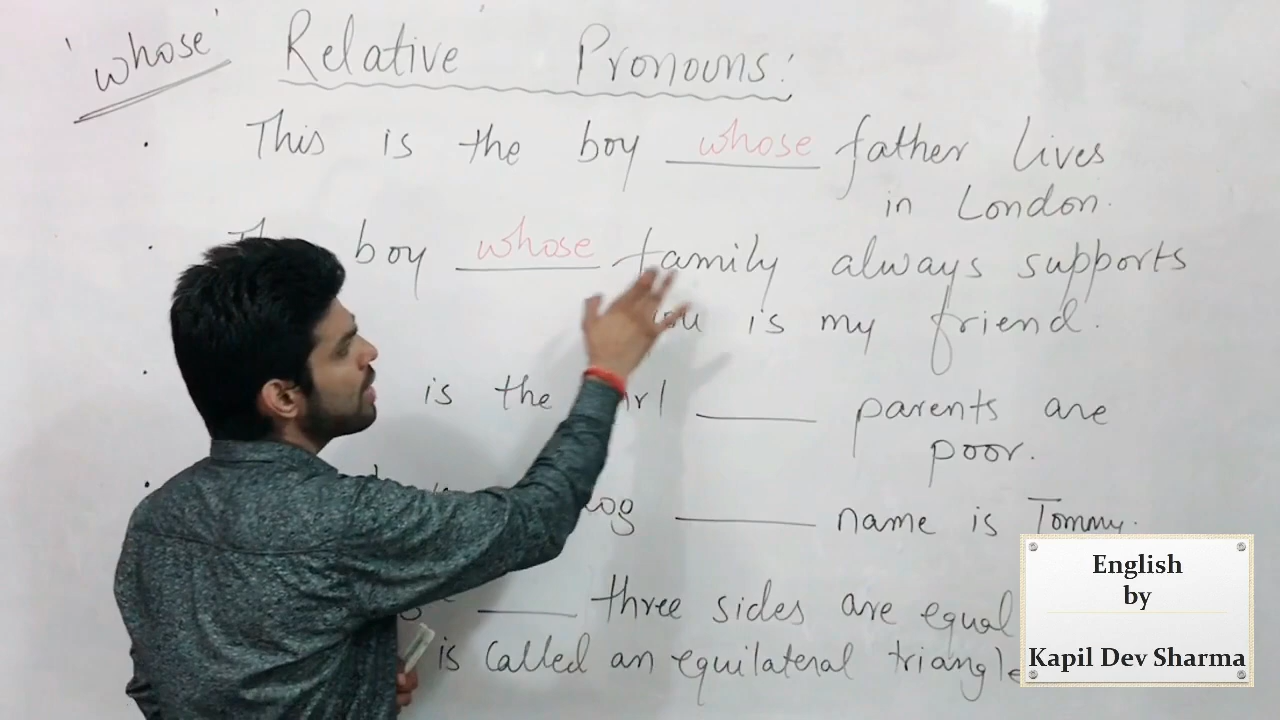 'whose' Relative Pronouns:
This is the boy whose father lives
in London.
boy whose family always supports
you is my friend.
is the parents are
poor.
name is Tommy.
three sides are equal
is called an equilateral triangle
English
by
Kapil Dev Sharma